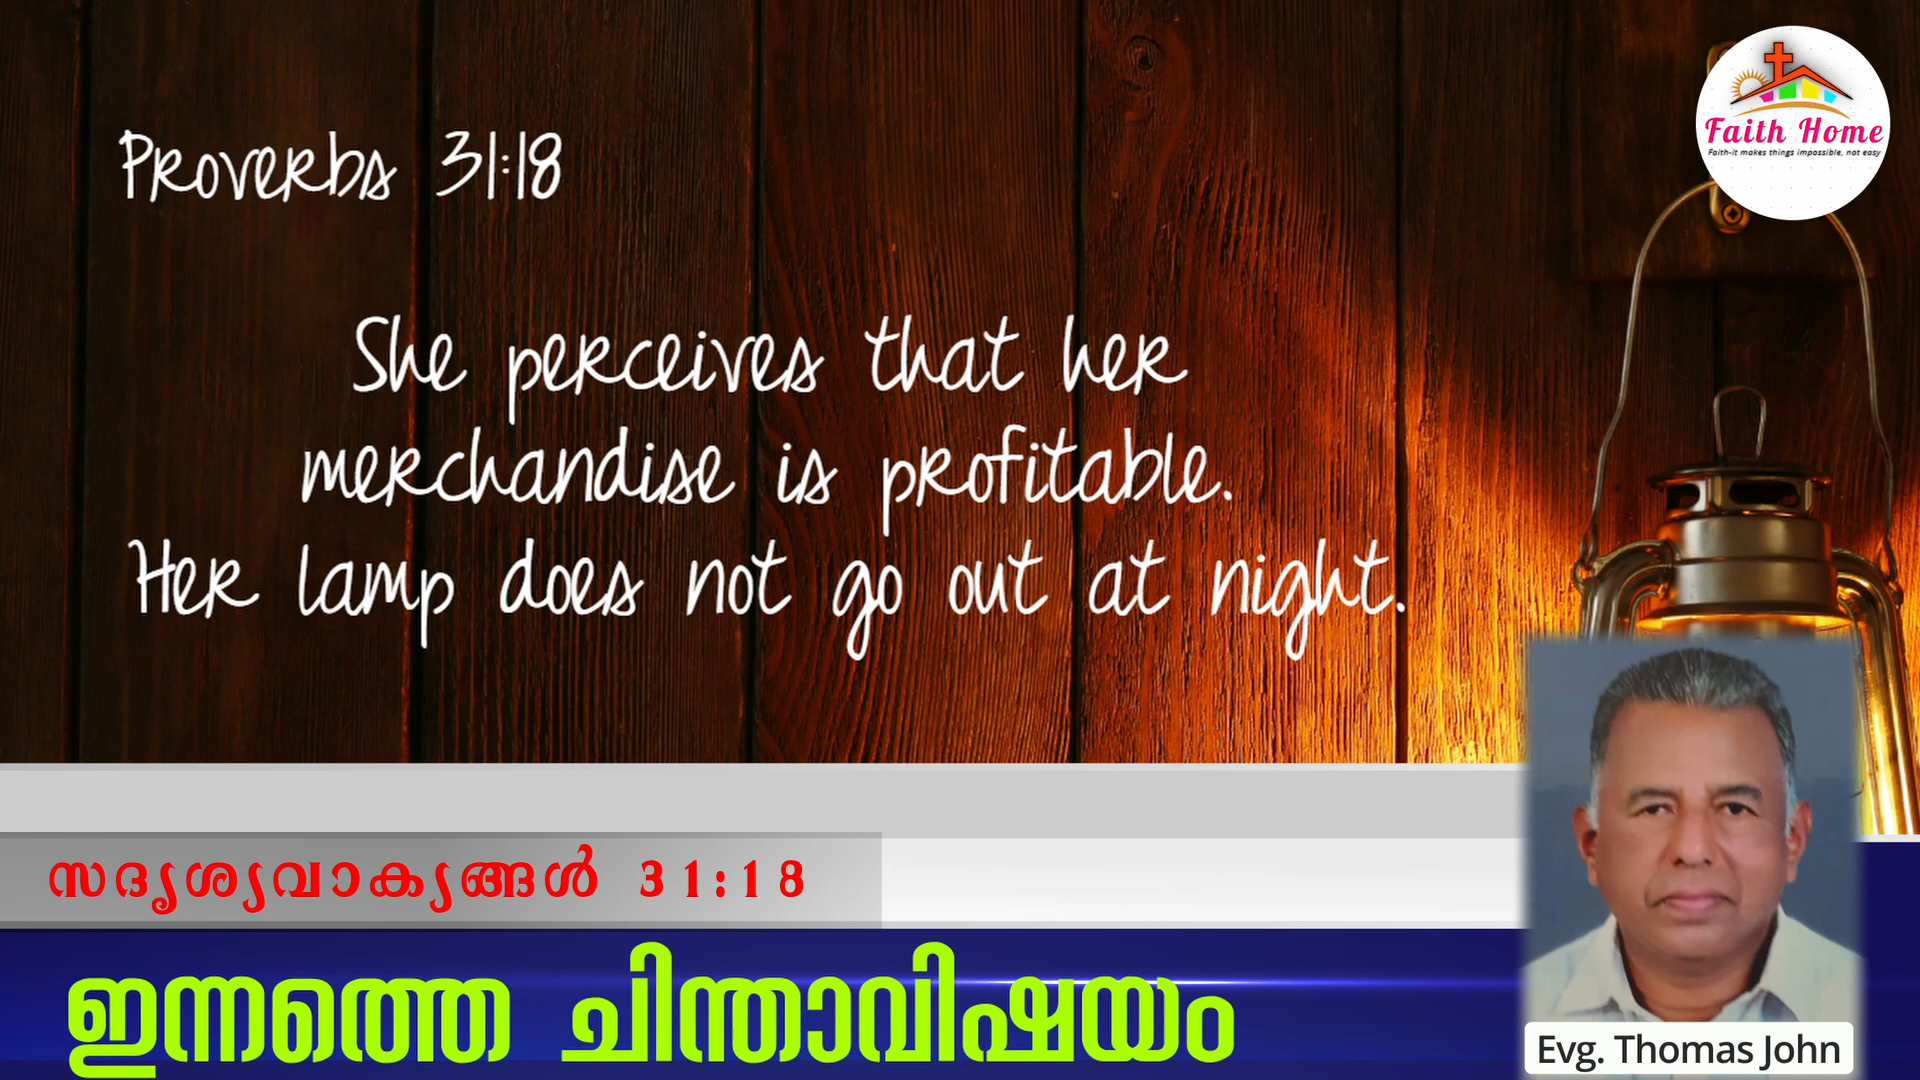 Proverbs 31:18
She perceives that her
merchandise is profitable.
Her lamp does not go out at night.
Faith Home
Faith-it makes things impossible, not easy
സദൃശ്യവാക്യങ്ങൾ 31:18
ഇന്നത്തെ ചിന്താവിഷയം
Evg. Thomas John